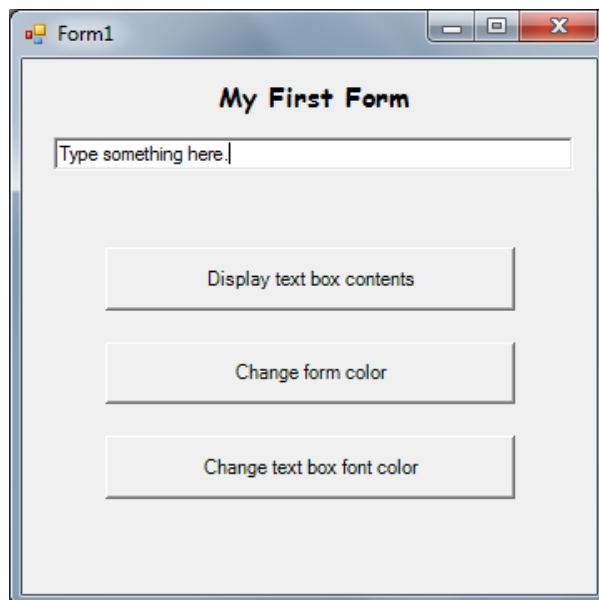 Form1
My First Form
Type something here.
Display text box contents
Change form color
Change text box font color